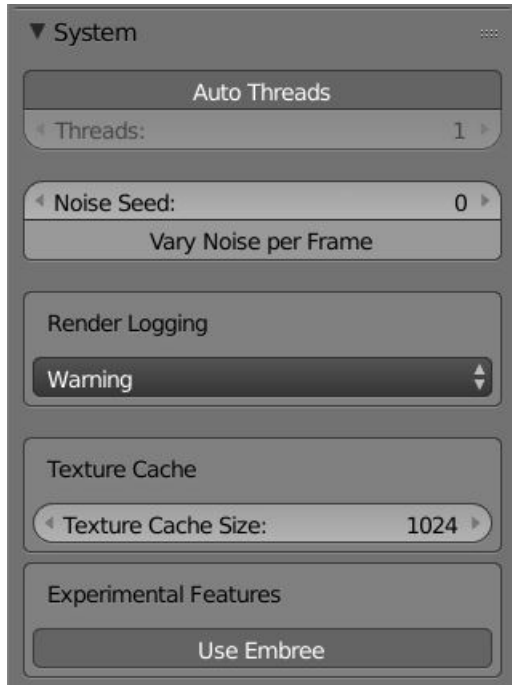 System
Auto Threads
Threads: 1
Noise Seed: 0
Vary Noise per Frame
Render Logging
Warning
Texture Cache
Texture Cache Size: 1024
Experimental Features
Use Embree